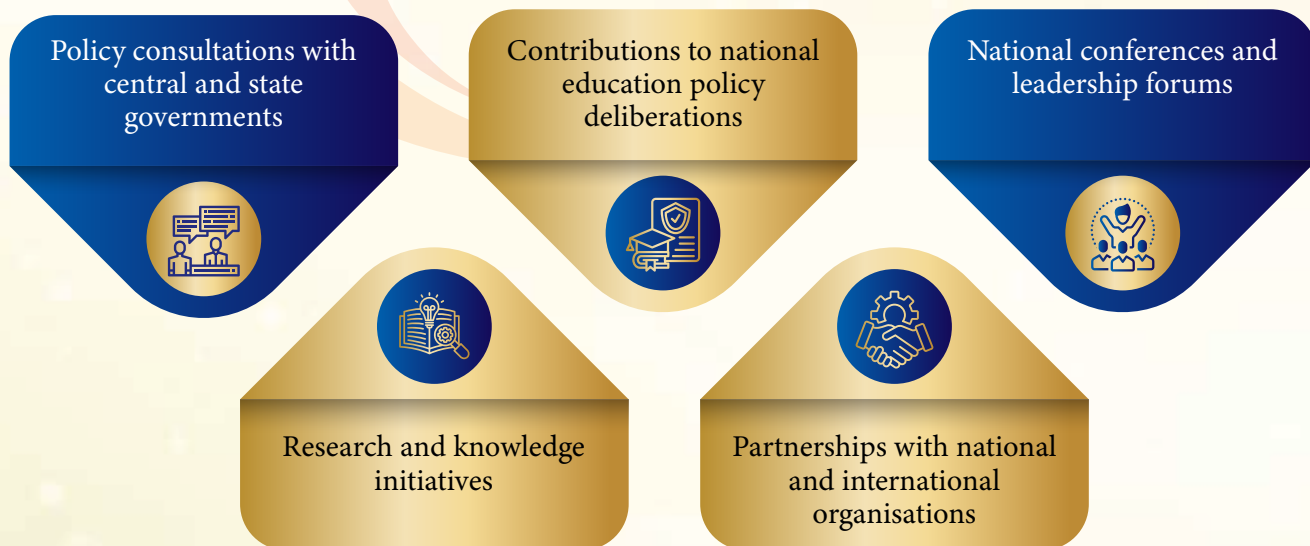 Policy consultations with
central and state
governments
Contributions to national
education policy
deliberations
National conferences and
leadership forums
Research and knowledge
initiatives
Partnerships with national
and international
organisations